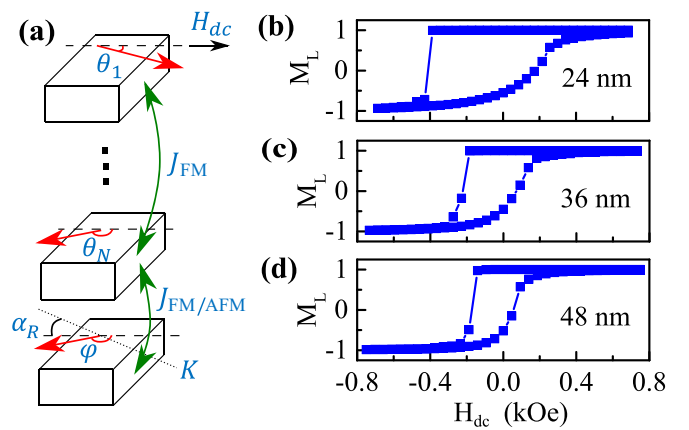 (a)
H_dc
θ_1
J_FM
θ_N
J_FM/AFM
α_R
φ
K
(b)
M_L
1
0
-1
24 nm
(c)
M_L
1
0
-1
36 nm
(d)
M_L
1
0
-1
48 nm
-0.8 -0.4 0.0 0.4 0.8
H_dc (kOe)